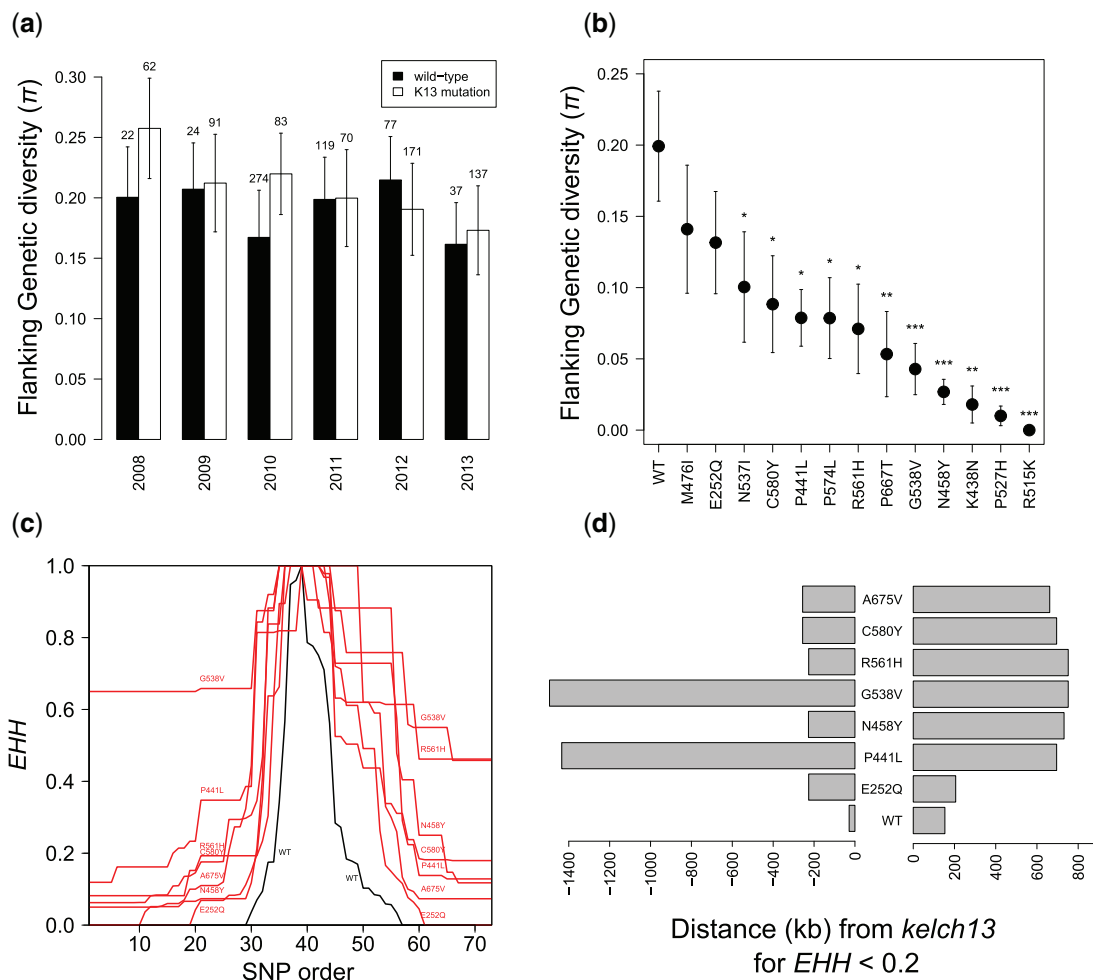 (a)
Flanking Genetic diversity (π)
0.30
0.25
0.20
0.15
0.10
0.05
0.00
wild−type
K13 mutation
22 62
24 91
274 83
119 70
77 171
37 137
2008 2009 2010 2011 2012 2013
(b)
Flanking Genetic diversity (π)
0.25
0.20
0.15
0.10
0.05
0.00
* * * * * ** *** *** ** *** ***
WT M476I E252Q N537I C580Y P441L P574L R561H P667T G538V N458Y K438N P527H R515K
(c)
EHH
1.0
0.8
0.6
0.4
0.2
0.0
G538V
P441L
R561H
C580Y
A675V
N458Y
E252Q
WT
WT
G538V
R561H
N458Y
C580Y
P441L
A675V
E252Q
10 20 30 40 50 60 70
SNP order
(d)
A675V
C580Y
R561H
G538V
N458Y
P441L
E252Q
WT
−1400 −1000 −800 −600 −400 −200 0
0 200 400 600 800
Distance (kb) from kelch13
for EHH < 0.2